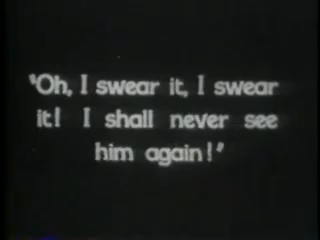 "Oh, I swear it, I swear
it! I shall never see
him again!"